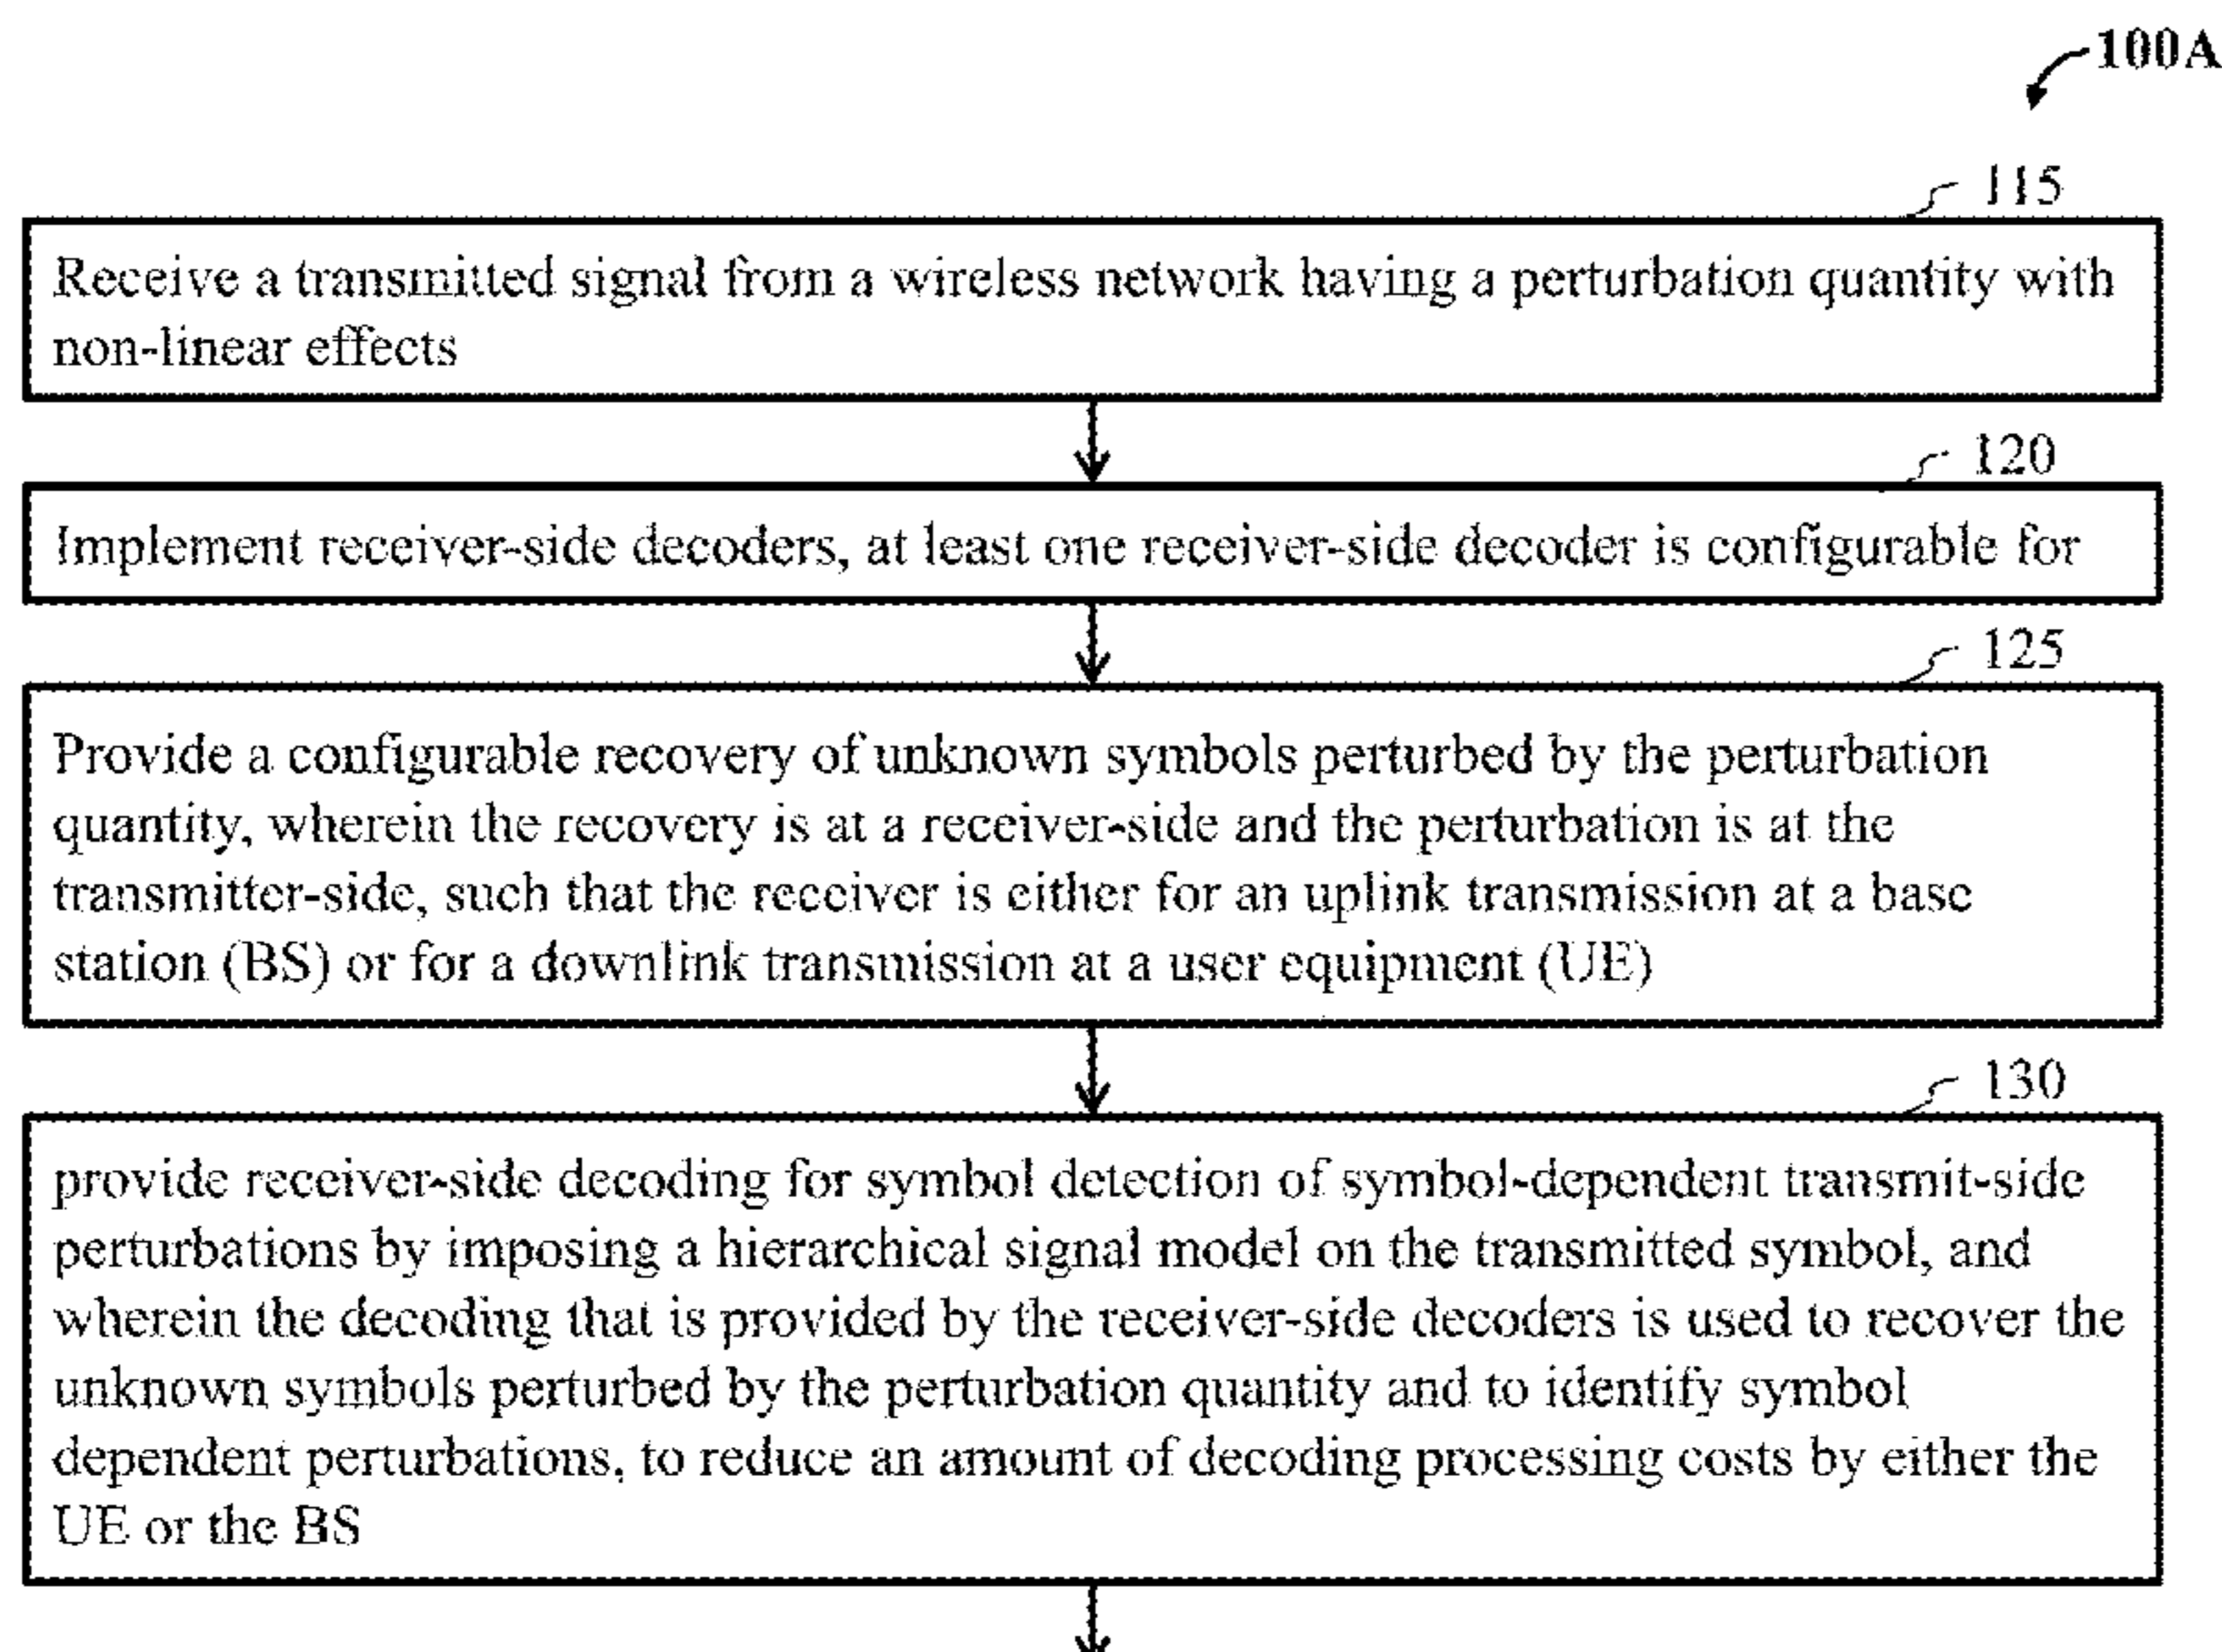 100A
115
Receive a transmitted signal from a wireless network having a perturbation quantity with
non-linear effects
120
Implement receiver-side decoders, at least one receiver-side decoder is configurable for
125
Provide a configurable recovery of unknown symbols perturbed by the perturbation
quantity, wherein the recovery is at a receiver-side and the perturbation is at the
transmitter-side, such that the receiver is either for an uplink transmission at a base
station (BS) or for a downlink transmission at a user equipment (UE)
130
provide receiver-side decoding for symbol detection of symbol-dependent transmit-side
perturbations by imposing a hierarchical signal model on the transmitted symbol, and
wherein the decoding that is provided by the receiver-side decoders is used to recover the
unknown symbols perturbed by the perturbation quantity and to identify symbol
dependent perturbations, to reduce an amount of decoding processing costs by either the
UE or the BS